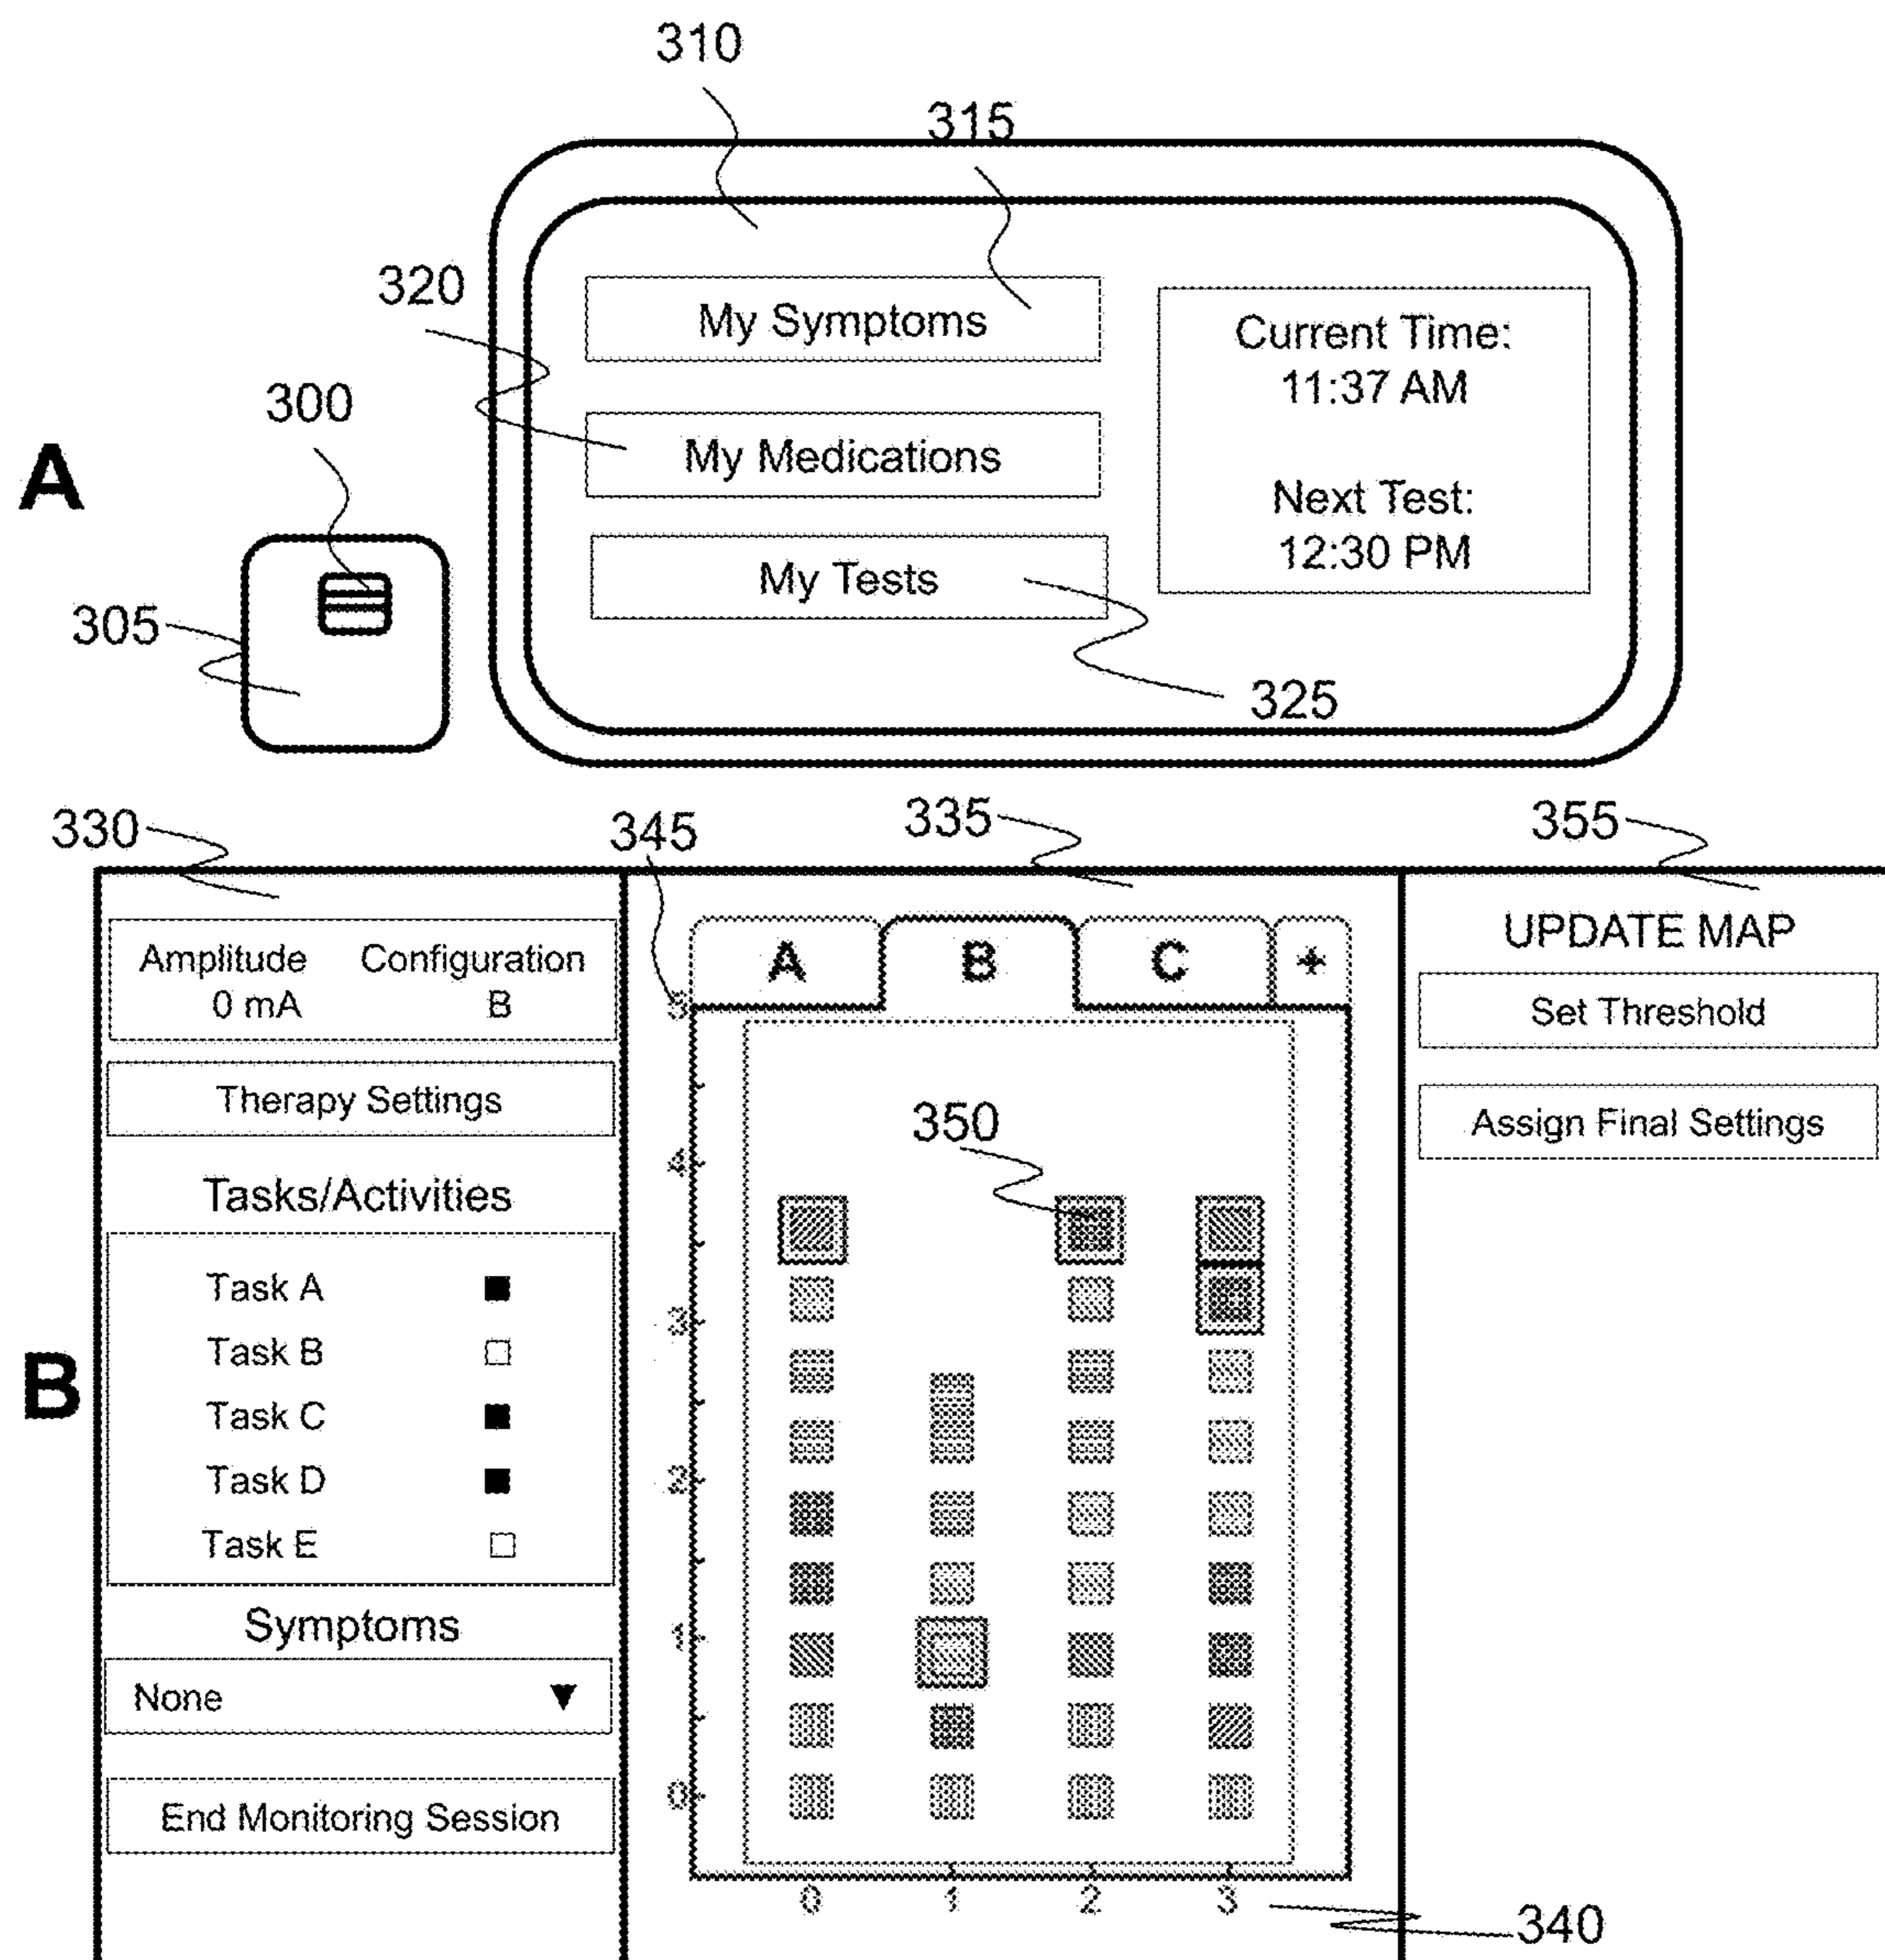 310
315
320
My Symptoms
Current Time:
11:37 AM
300
A
My Medications
Next Test:
12:30 PM
My Tests
305
325
330
345
335
355
Amplitude
0 mA
Configuration
B
A
B
C
+
UPDATE MAP
Set Threshold
Therapy Settings
Assign Final Settings
350
Tasks/Activities
B
Task A
Task B
Task C
Task D
Task E
Symptoms
None
End Monitoring Session
5
4
3
2
1
0
0 1 2 3
340